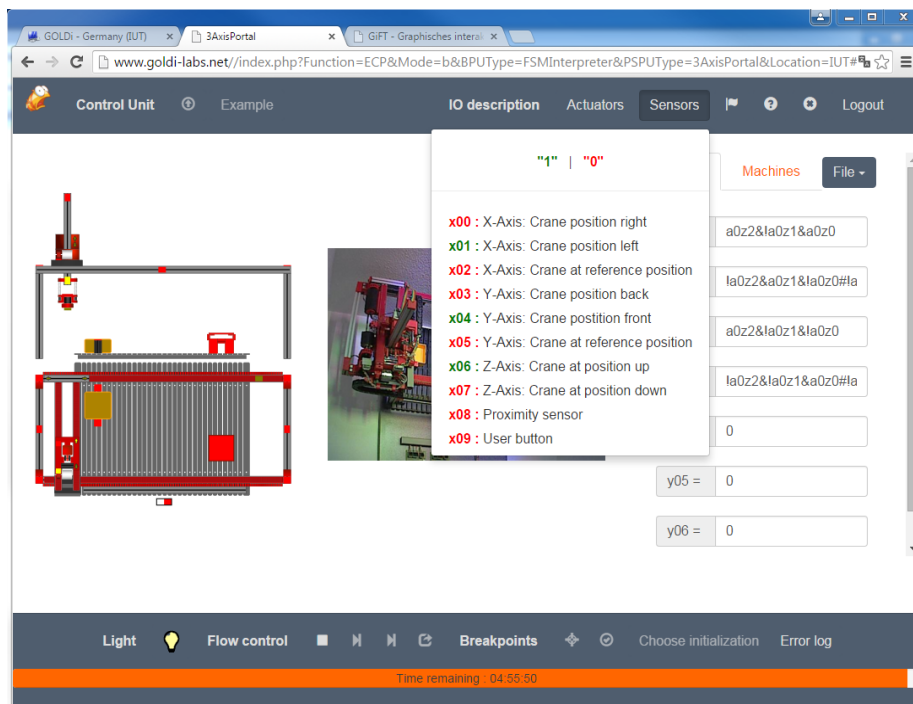 GOLDi - Germany (IUT)
3AxisPortal
GiFT - Graphisches intera
www.goldi-labs.net//index.php?Function=ECP&Mode=b&BPUType=FSMInterpreter&PSPUType=3AxisPortal&Location=IUT#
Control Unit
Example
IO description
Actuators
Sensors
Logout
"1" | "0"
Machines
File
x00 : X-Axis: Crane position right
x01 : X-Axis: Crane position left
x02 : X-Axis: Crane at reference position
x03 : Y-Axis: Crane position back
x04 : Y-Axis: Crane postition front
x05 : Y-Axis: Crane at reference position
x06 : Z-Axis: Crane at position up
x07 : Z-Axis: Crane at position down
x08 : Proximity sensor
x09 : User button
a0z2&!a0z1&a0z0
!a0z2&a0z1&!a0z0#!a
a0z2&!a0z1&!a0z0
!a0z2&!a0z1&a0z0#!a
0
y05 = 0
y06 = 0
Light
Flow control
Breakpoints
Choose initialization
Error log
Time remaining : 04:55:50